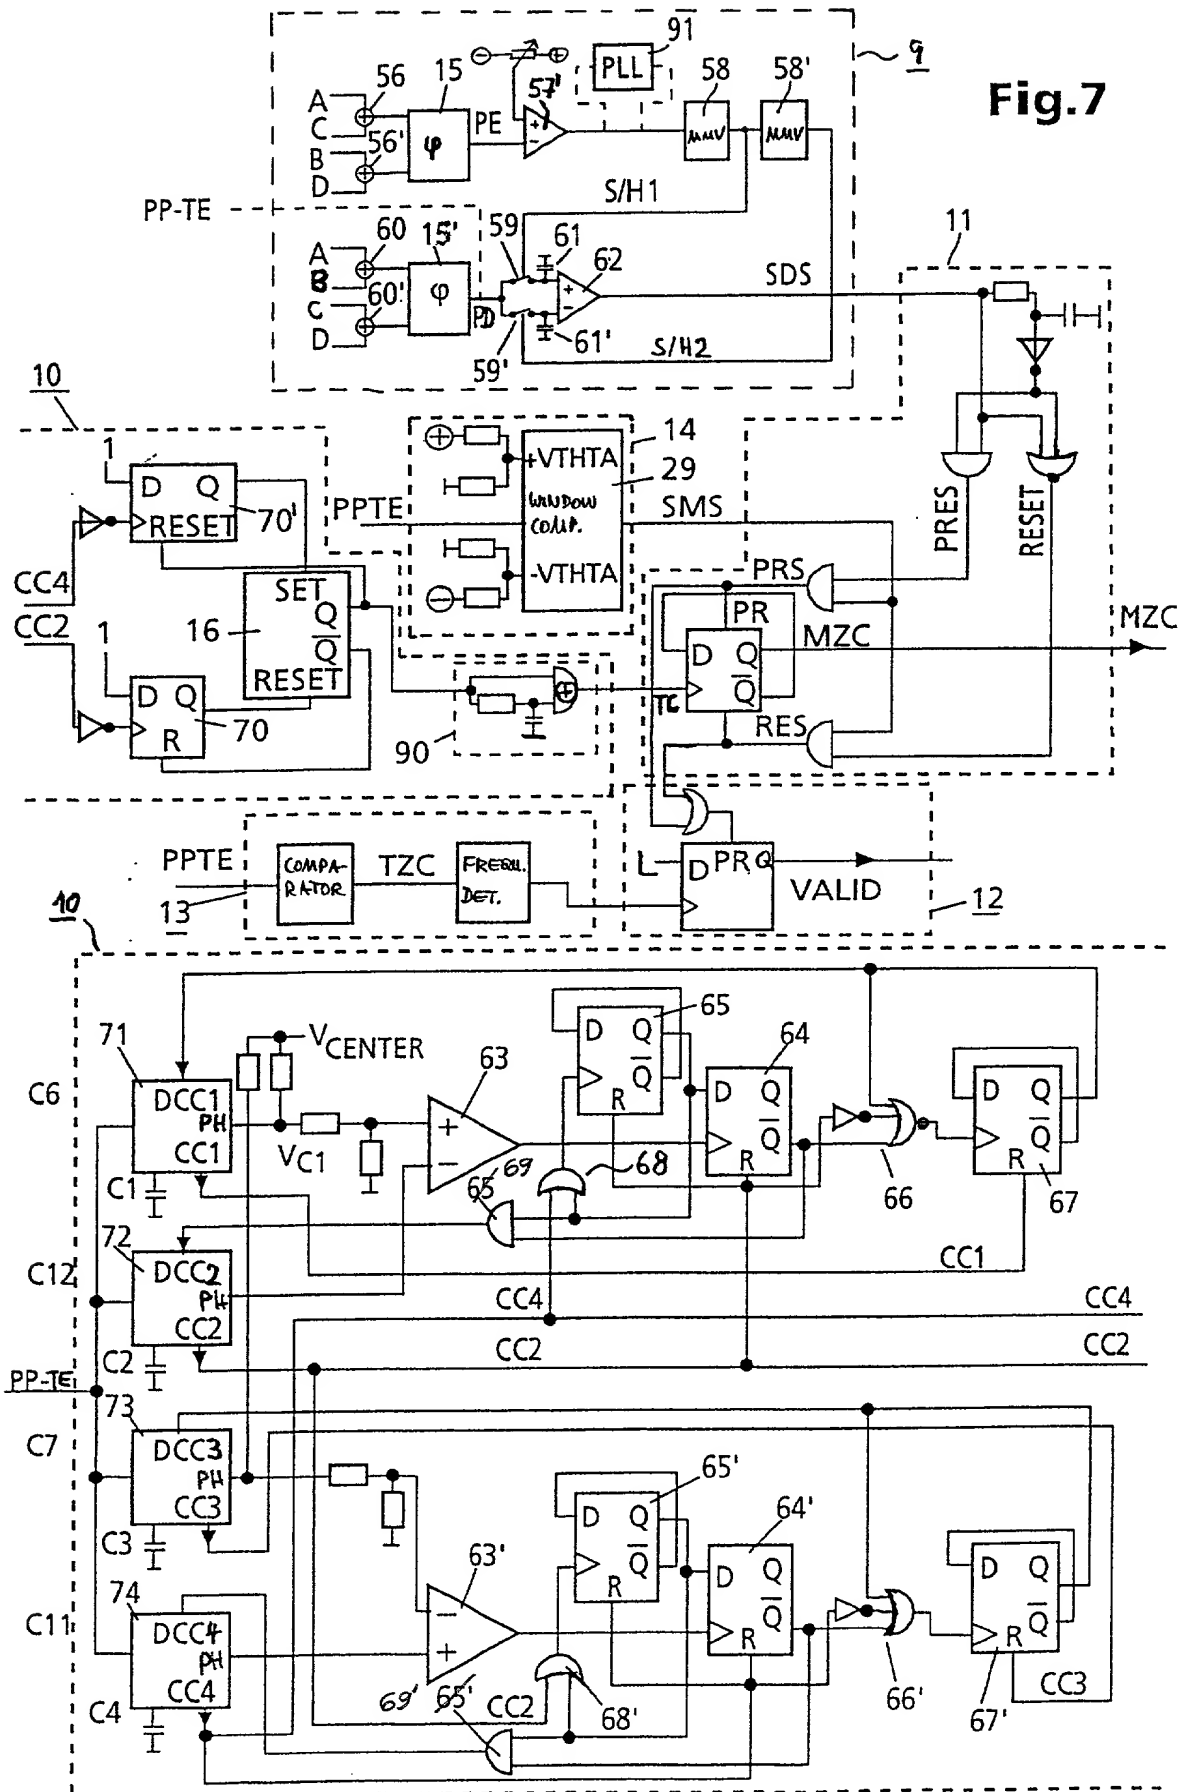 Fig.7
91
9
PLL
58
58'
56
15
57'
A
C
+
-
φ
PE
µMV
µMV
56'
B
D
S/H1
PP-TE
60
15'
59
61
62
11
A
B
φ
+
-
SDS
C
D
60'
PD
61'
59'
S/H2
10
14
1
+VTHTA
29
D Q
70'
RESET
PPTE
WINDOW
COMP.
SMS
PRES
RESET
CC4
SET
-VTHTA
PRS
PR
CC2
16
Q
Q
MZC
MZC
1
RESET
D Q
Q
D Q
R
70
90
TC
RES
PPTE
COMPA-
RATOR
TZC
FREQU.
DET.
L
D
PR Q
VALID
13
12
10
65
71
VCENTER
63
D Q
Q
R
64
C6
DCC1
PH
CC1
VC1
+
-
D Q
Q
R
D Q
Q
R
C1
69
65
68
66
67
72
C12
DCC2
PH
CC2
CC1
CC4
CC4
C2
CC2
CC2
PP-TE
73
C7
DCC3
PH
CC3
65'
D Q
Q
R
64'
C3
63'
D Q
Q
R
D Q
Q
R
74
C11
DCC4
PH
CC4
-
+
C4
69'
65'
CC2
68'
66'
67'
CC3